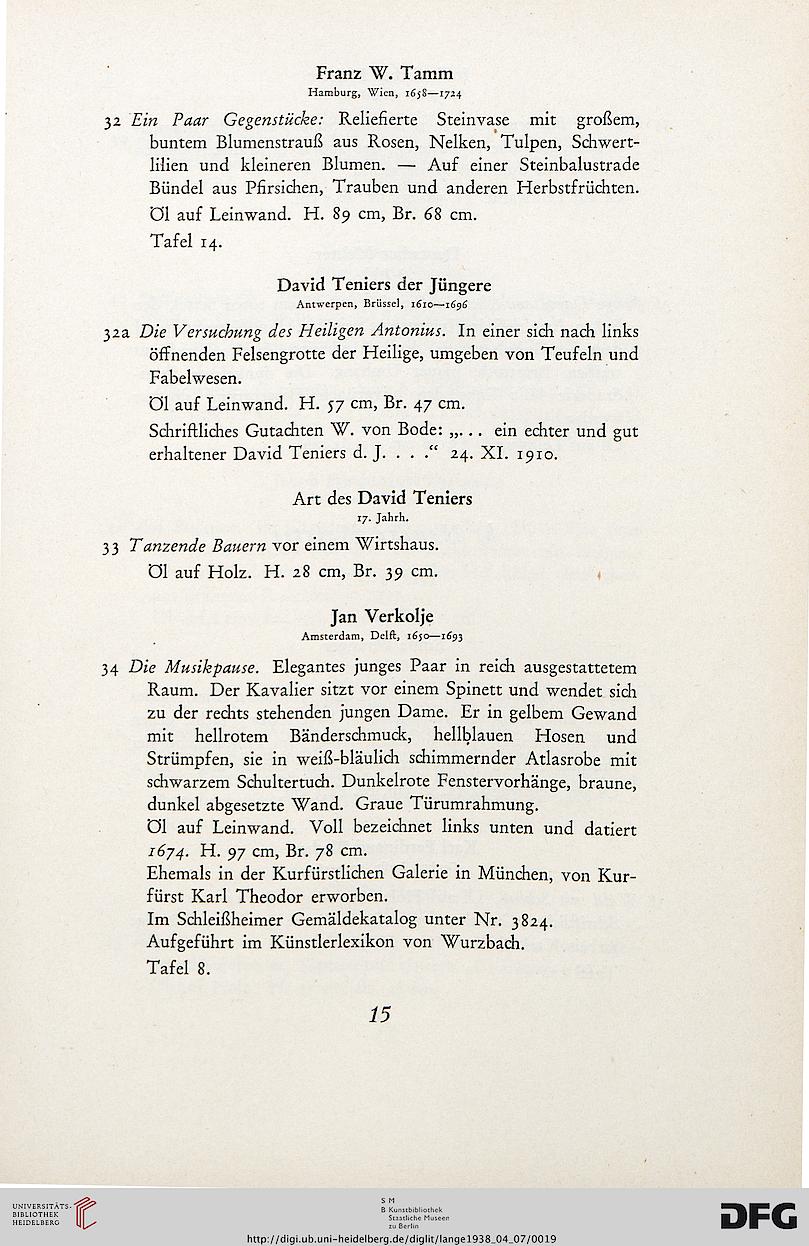 Franz W. Tamm
Hamburg, Wien, 1658—1724
32 Ein Paar Gegenstücke: Reliefierte Steinvase mit großem,
buntem Blumenstrauß aus Rosen, Nelken, Tulpen, Schwert-
lilien und kleineren Blumen. — Auf einer Steinbalustrade
Bündel aus Pfirsichen, Trauben und anderen Herbstfrüchten.
Öl auf Leinwand. H. 89 cm, Br. 68 cm.
Tafel 14.
David Teniers der Jüngere
Antwerpen, Brüssel, 1610—1696
32a Die Versuchung des Heiligen Antonius. In einer sich nach links
öffnenden Felsengrotte der Heilige, umgeben von Teufeln und
Fabelwesen.
Öl auf Leinwand. H. 57 cm, Br. 47 cm.
Schriftliches Gutachten W. von Bode: „... ein echter und gut
erhaltener David Teniers d. J. . . .“ 24. XI. 1910.
Art des David Teniers
17. Jahrh.
33 Tanzende Bauern vor einem Wirtshaus.
Öl auf Holz. H. 28 cm, Br. 39 cm.
Jan Verkolje
Amsterdam, Delft, 1650—1693
34 Die Musikpause. Elegantes junges Paar in reich ausgestattetem
Raum. Der Kavalier sitzt vor einem Spinett und wendet sich
zu der rechts stehenden jungen Dame. Er in gelbem Gewand
mit hellrotem Bänderschmuck, hellblauen Hosen und
Strümpfen, sie in weiß-bläulich schimmernder Atlasrobe mit
schwarzem Schultertuch. Dunkelrote Fenstervorhänge, braune,
dunkel abgesetzte Wand. Graue Türumrahmung.
Öl auf Leinwand. Voll bezeichnet links unten und datiert
1674. H. 97 cm, Br. 78 cm.
Ehemals in der Kurfürstlichen Galerie in München, von Kur-
fürst Karl Theodor erworben.
Im Schleißheimer Gemäldekatalog unter Nr. 3824.
Aufgeführt im Künstlerlexikon von Wurzbach.
Tafel 8.
15
UNIVERSITÄTS-
BIBLIOTHEK
HEIDELBERG
S M
B Kunstbibliothek
Staatliche Museen
zu Berlin
DFG
http://digi.ub.uni-heidelberg.de/diglit/lange1938_04_07/0019